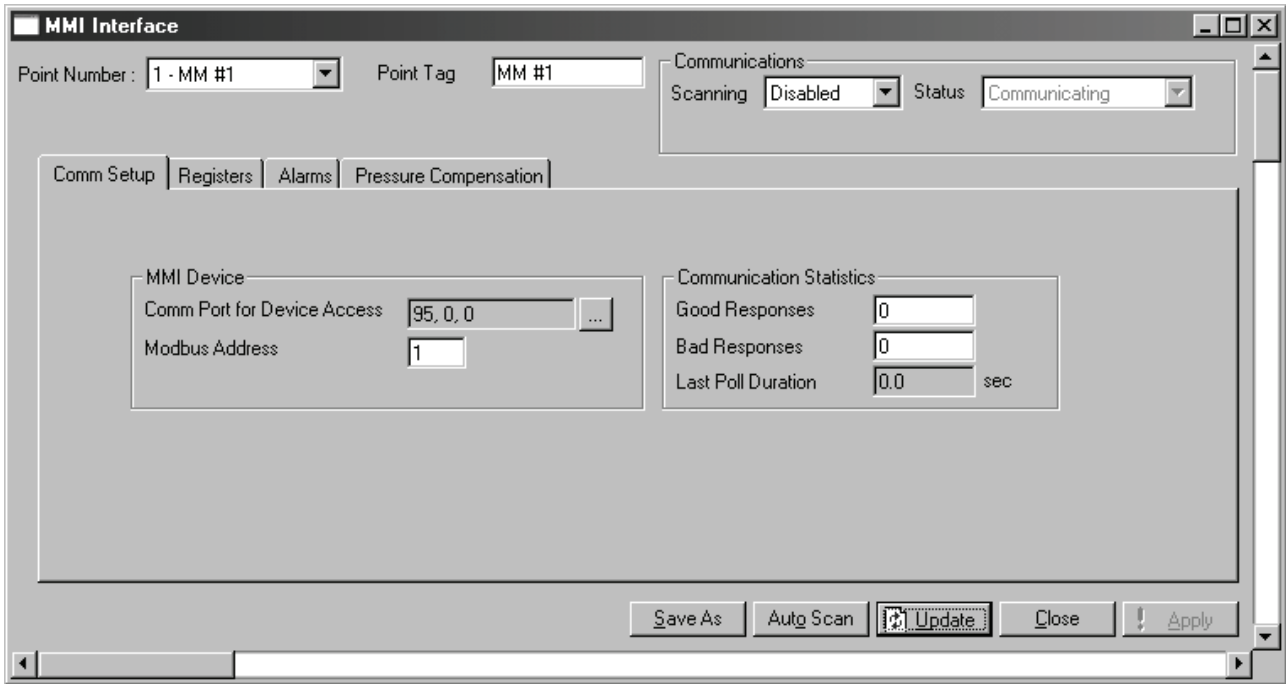 MMI Interface
Point Number : 1 - MM #1 Point Tag MM #1
Communications
Scanning Disabled Status Communicating
Comm Setup Registers Alarms Pressure Compensation
MMI Device
Comm Port for Device Access 95, 0, 0 ...
Modbus Address 1
Communication Statistics
Good Responses 0
Bad Responses 0
Last Poll Duration 0.0 sec
Save As Auto Scan Update Close ! Apply